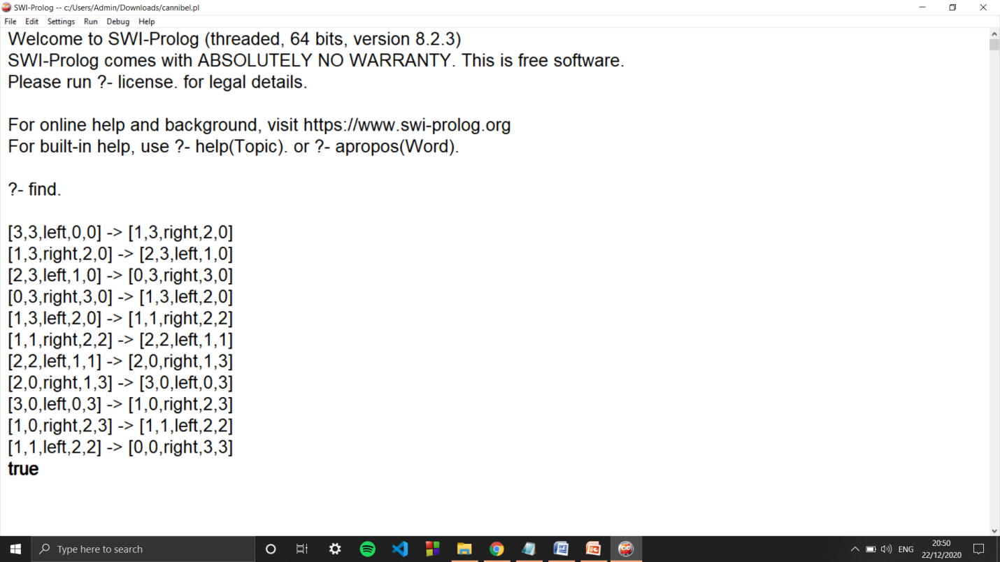 SWI-Prolog -- c:/Users/Admin/Downloads/cannibel.pl
File Edit Settings Run Debug Help
Welcome to SWI-Prolog (threaded, 64 bits, version 8.2.3)
SWI-Prolog comes with ABSOLUTELY NO WARRANTY. This is free software.
Please run ?- license. for legal details.
For online help and background, visit https://www.swi-prolog.org
For built-in help, use ?- help(Topic). or ?- apropos(Word).
?- find.
[3,3,left,0,0] -> [1,3,right,2,0]
[1,3,right,2,0] -> [2,3,left,1,0]
[2,3,left,1,0] -> [0,3,right,3,0]
[0,3,right,3,0] -> [1,3,left,2,0]
[1,3,left,2,0] -> [1,1,right,2,2]
[1,1,right,2,2] -> [2,2,left,1,1]
[2,2,left,1,1] -> [2,0,right,1,3]
[2,0,right,1,3] -> [3,0,left,0,3]
[3,0,left,0,3] -> [1,0,right,2,3]
[1,0,right,2,3] -> [1,1,left,2,2]
[1,1,left,2,2] -> [0,0,right,3,3]
true
Type here to search
ENG
20:50
22/12/2020